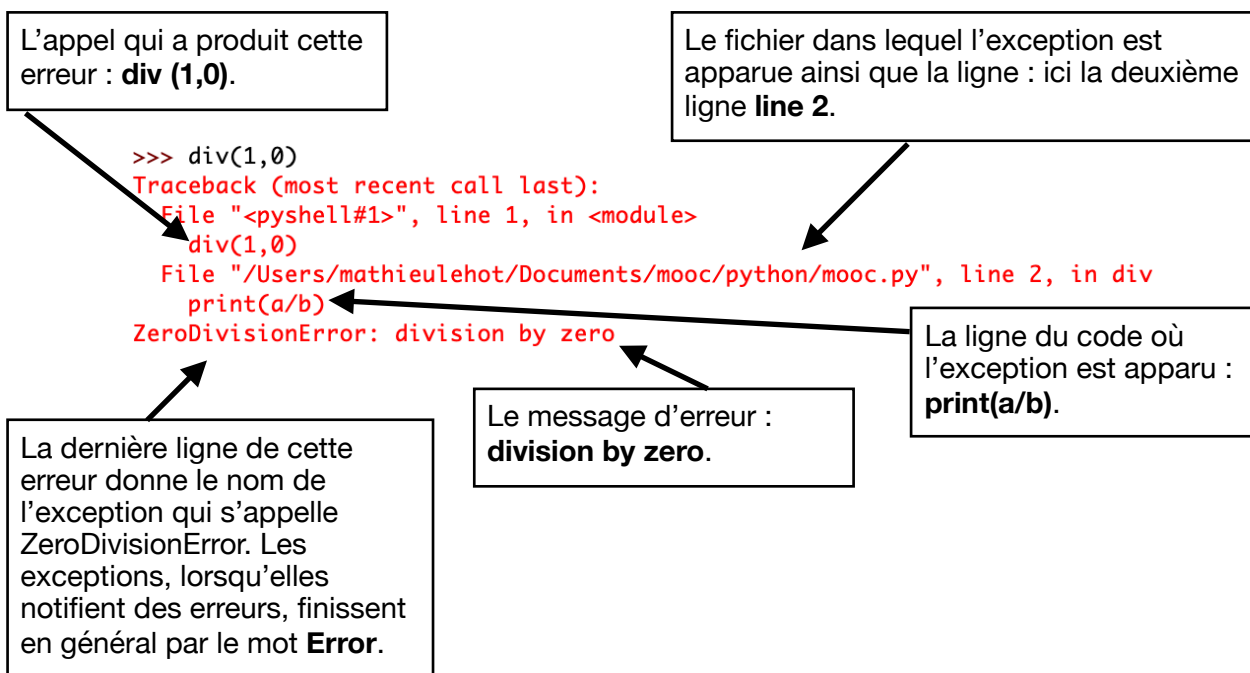 L'appel qui a produit cette
erreur : div (1,0).
Le fichier dans lequel l'exception est
apparue ainsi que la ligne : ici la deuxième
ligne line 2.
>>> div(1,0)
Traceback (most recent call last):
  File "<pyshell#1>", line 1, in <module>
    div(1,0)
  File "/Users/mathieulehot/Documents/mooc/python/mooc.py", line 2, in div
    print(a/b)
ZeroDivisionError: division by zero
La ligne du code où
l'exception est apparu :
print(a/b).
Le message d'erreur :
division by zero.
La dernière ligne de cette
erreur donne le nom de
l'exception qui s'appelle
ZeroDivisionError. Les
exceptions, lorsqu'elles
notifient des erreurs, finissent
en général par le mot Error.